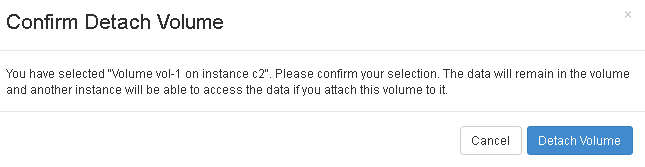 Confirm Detach Volume
×
You have selected "Volume vol-1 on instance c2". Please confirm your selection. The data will remain in the volume
and another instance will be able to access the data if you attach this volume to it.
Cancel
Detach Volume